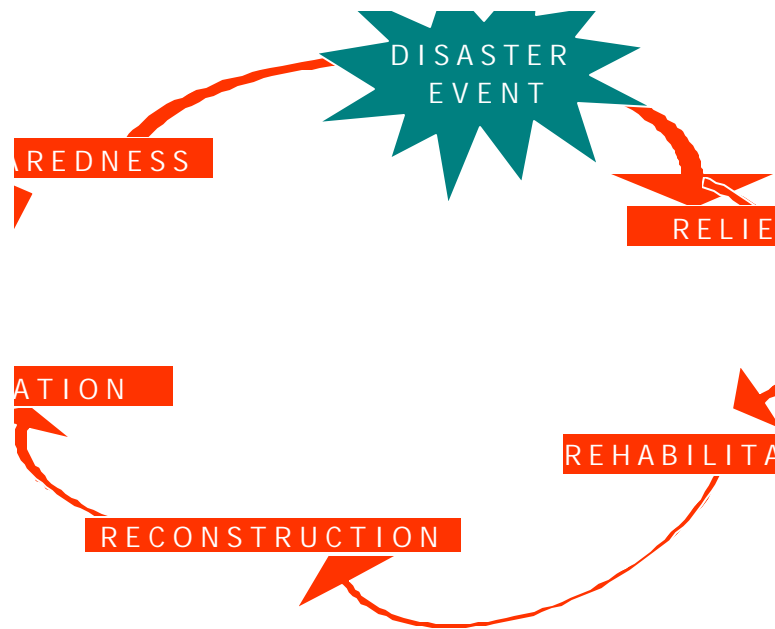 DISASTER
EVENT
AREDNESS
RELIE
ATION
REHABILITA
RECONSTRUCTION